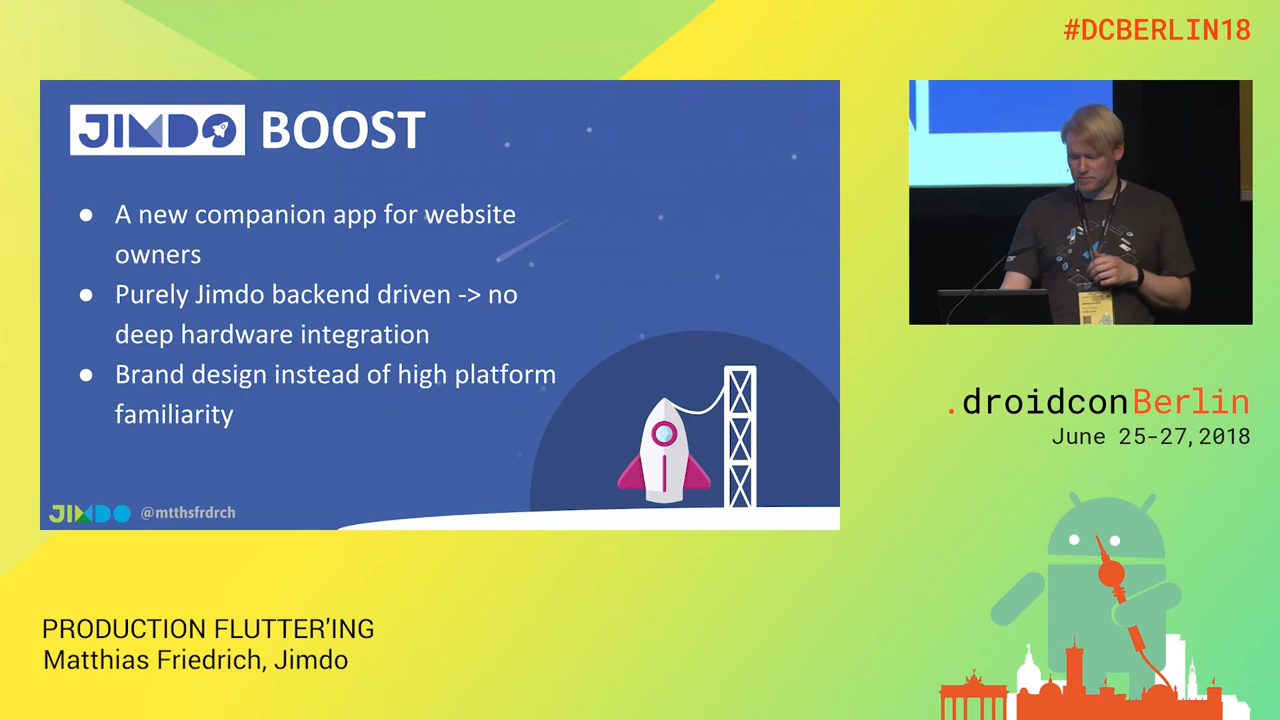 #DCBERLIN18
JIMDO BOOST
● A new companion app for website
owners
● Purely Jimdo backend driven -> no
deep hardware integration
● Brand design instead of high platform
familiarity
JIMDO @mtthsfrdrch
.droidconBerlin
June 25-27, 2018
PRODUCTION FLUTTER'ING
Matthias Friedrich, Jimdo